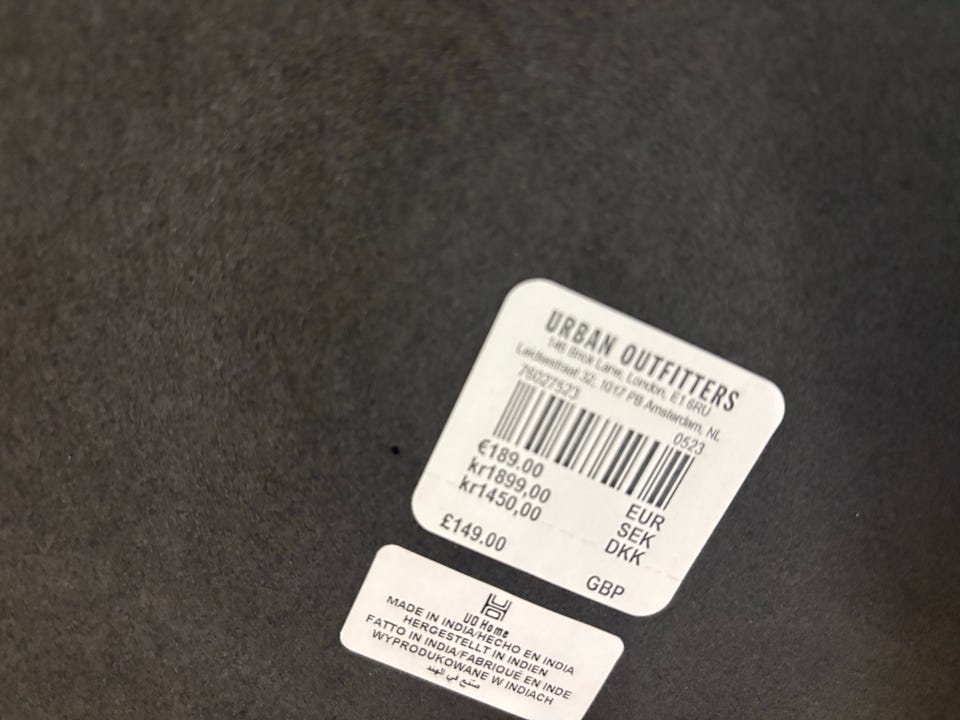 URBAN OUTFITTERS
146 Brick Lane, London, E1 6RU
Leidsestraat 32, 1017 PB Amsterdam, NL
76027523 0523
€189.00 EUR
kr1899,00 SEK
kr1450,00 DKK
£149.00 GBP
UO Home
MADE IN INDIA/HECHO EN INDIA
HERGESTELLT IN INDIEN
FATTO IN INDIA/FABRIQUÉ EN INDE
WYPRODUKOWANE W INDIACH
صنع في الهند